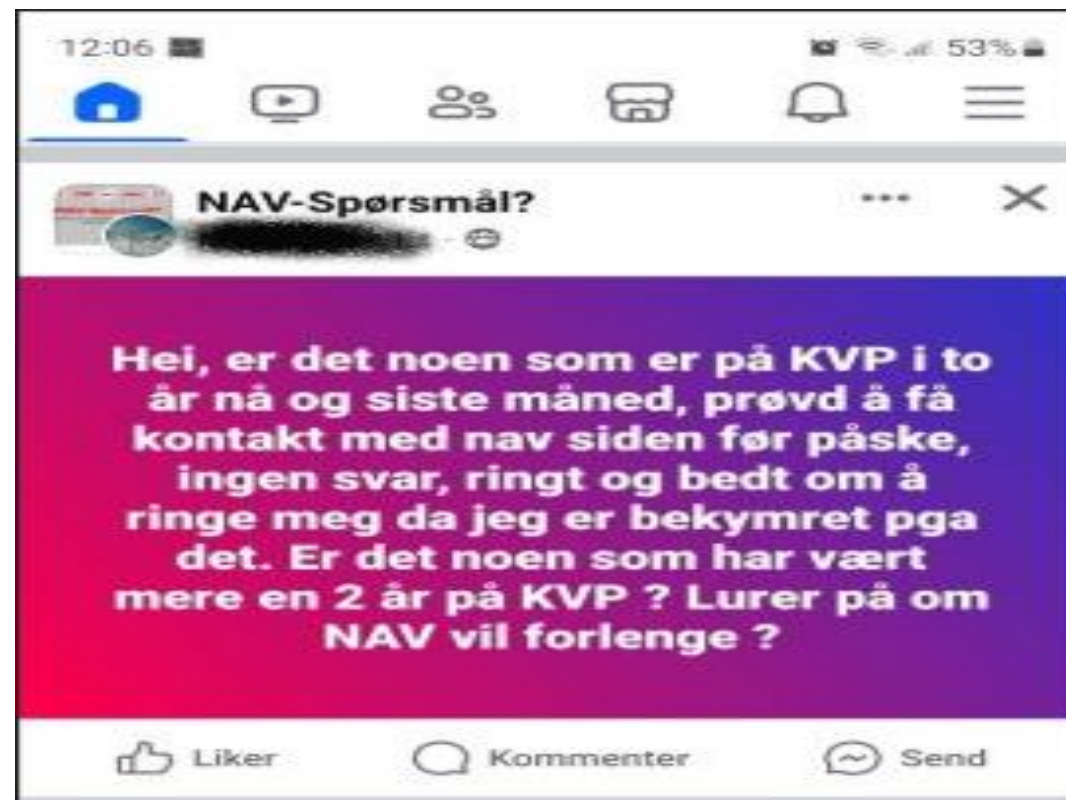 12:06
53%
NAV-Spørsmål?
Hei, er det noen som er på KVP i to
år nå og siste måned, prøvd å få
kontakt med nav siden før påske,
ingen svar, ringt og bedt om å
ringe meg da jeg er bekymret pga
det. Er det noen som har vært
mere en 2 år på KVP ? Lurer på om
NAV vil forlenge ?
Liker
Kommenter
Send